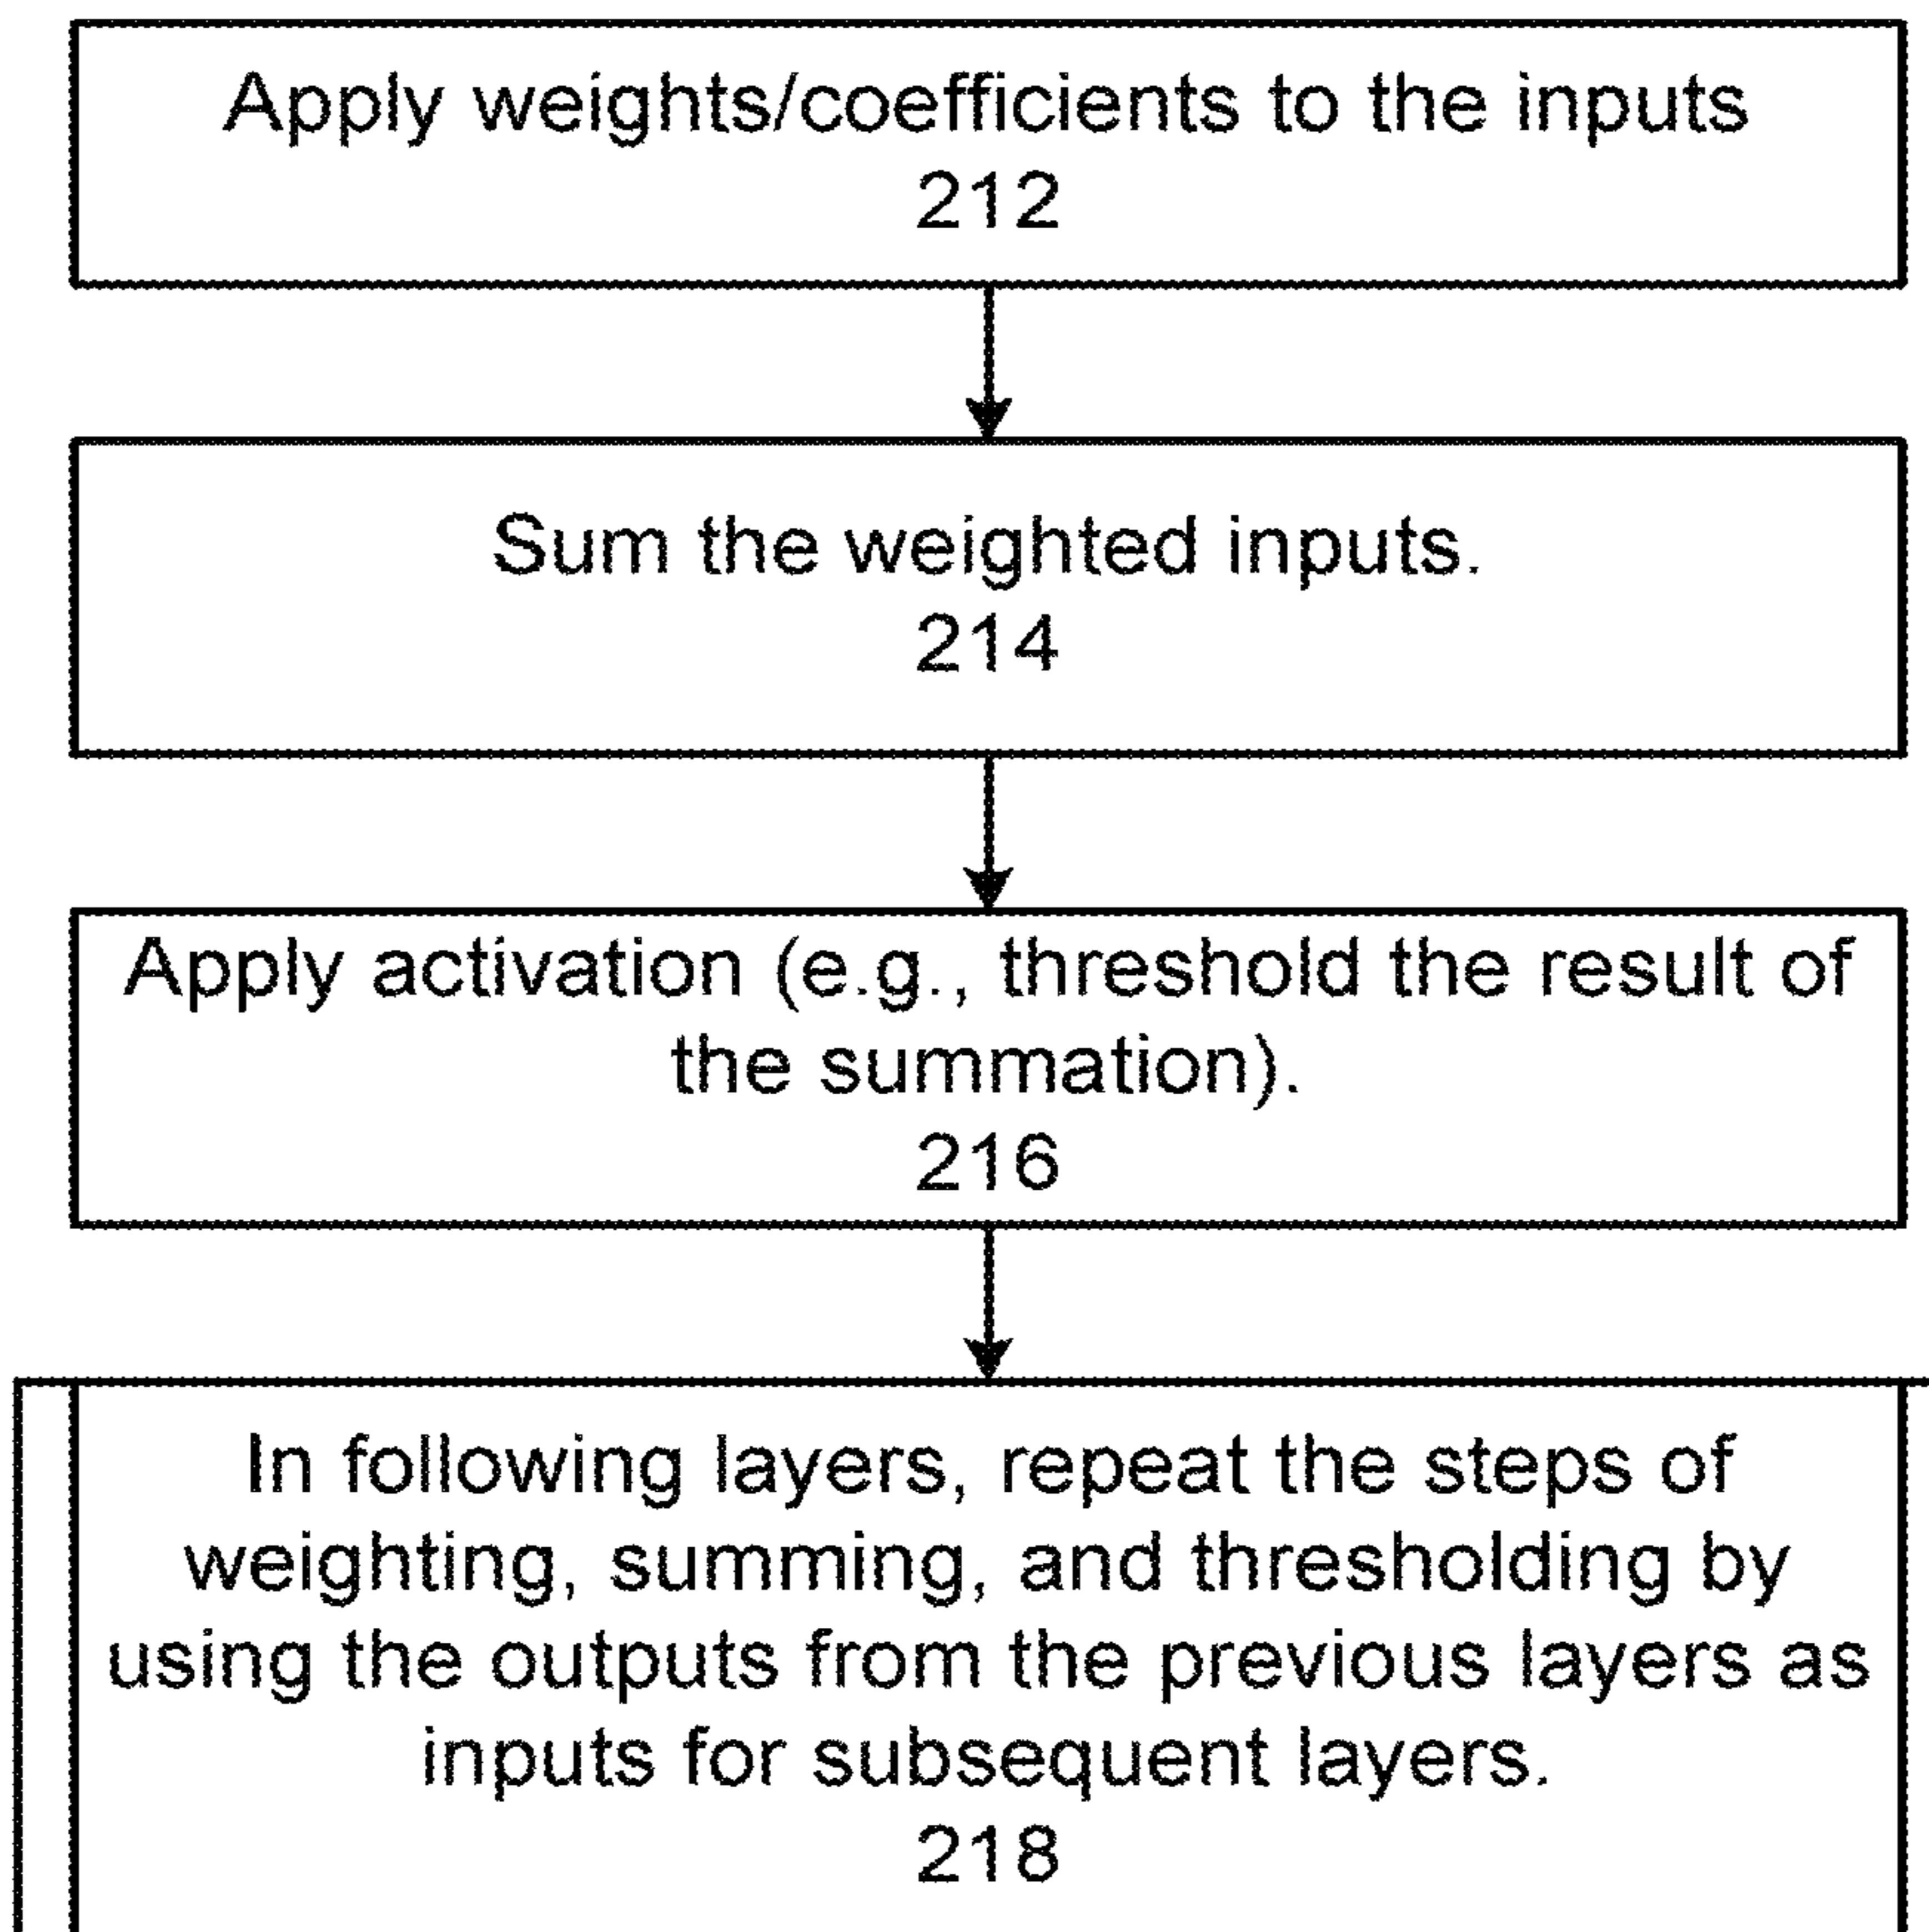 Apply weights/coefficients to the inputs
212
Sum the weighted inputs.
214
Apply activation (e.g., threshold the result of
the summation).
216
In following layers, repeat the steps of
weighting, summing, and thresholding by
using the outputs from the previous layers as
inputs for subsequent layers.
218